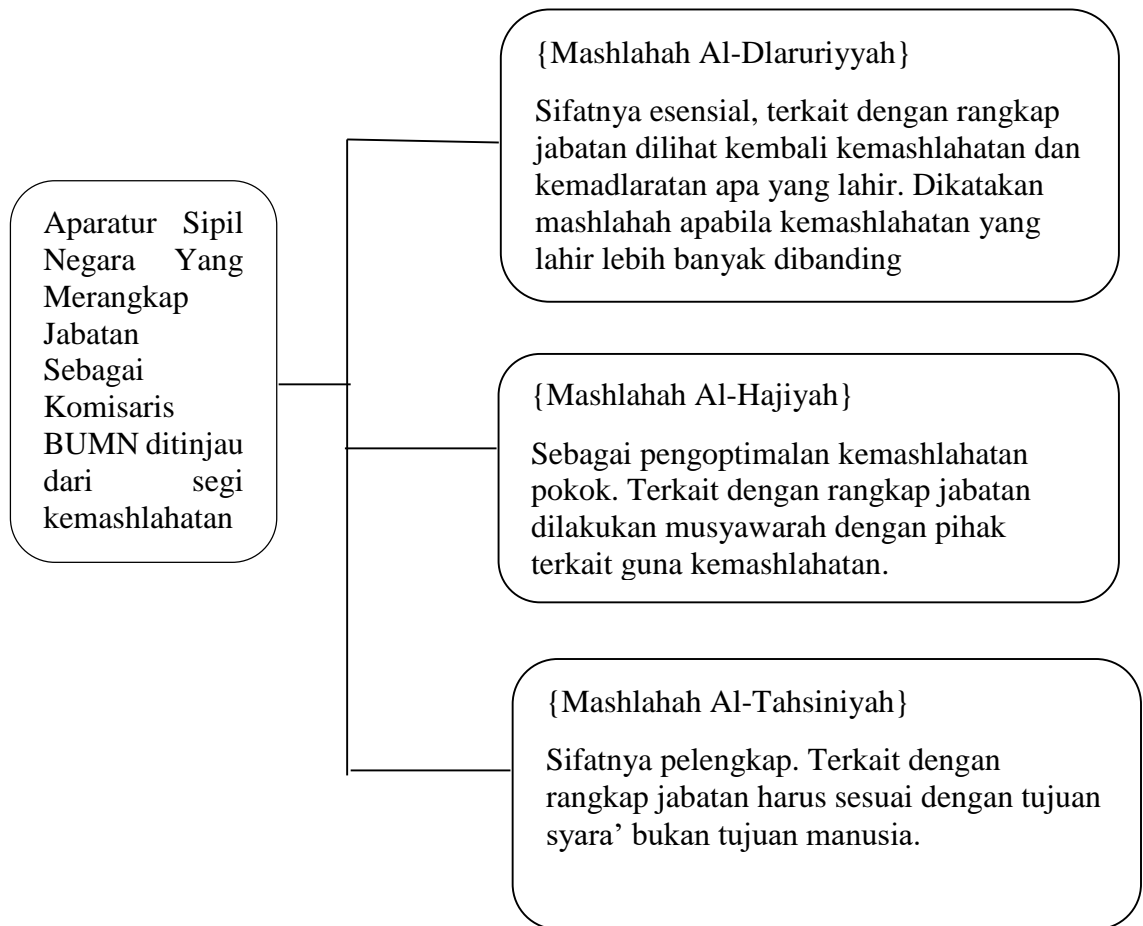 Aparatur Sipil
Negara Yang
Merangkap
Jabatan
Sebagai
Komisaris
BUMN ditinjau
dari segi
kemashlahatan
{Mashlahah Al-Dlaruriyyah}
Sifatnya esensial, terkait dengan rangkap
jabatan dilihat kembali kemashlahatan dan
kemadlaratan apa yang lahir. Dikatakan
mashlahah apabila kemashlahatan yang
lahir lebih banyak dibanding
{Mashlahah Al-Hajiyah}
Sebagai pengoptimalan kemashlahatan
pokok. Terkait dengan rangkap jabatan
dilakukan musyawarah dengan pihak
terkait guna kemashlahatan.
{Mashlahah Al-Tahsiniyah}
Sifatnya pelengkap. Terkait dengan
rangkap jabatan harus sesuai dengan tujuan
syara’ bukan tujuan manusia.